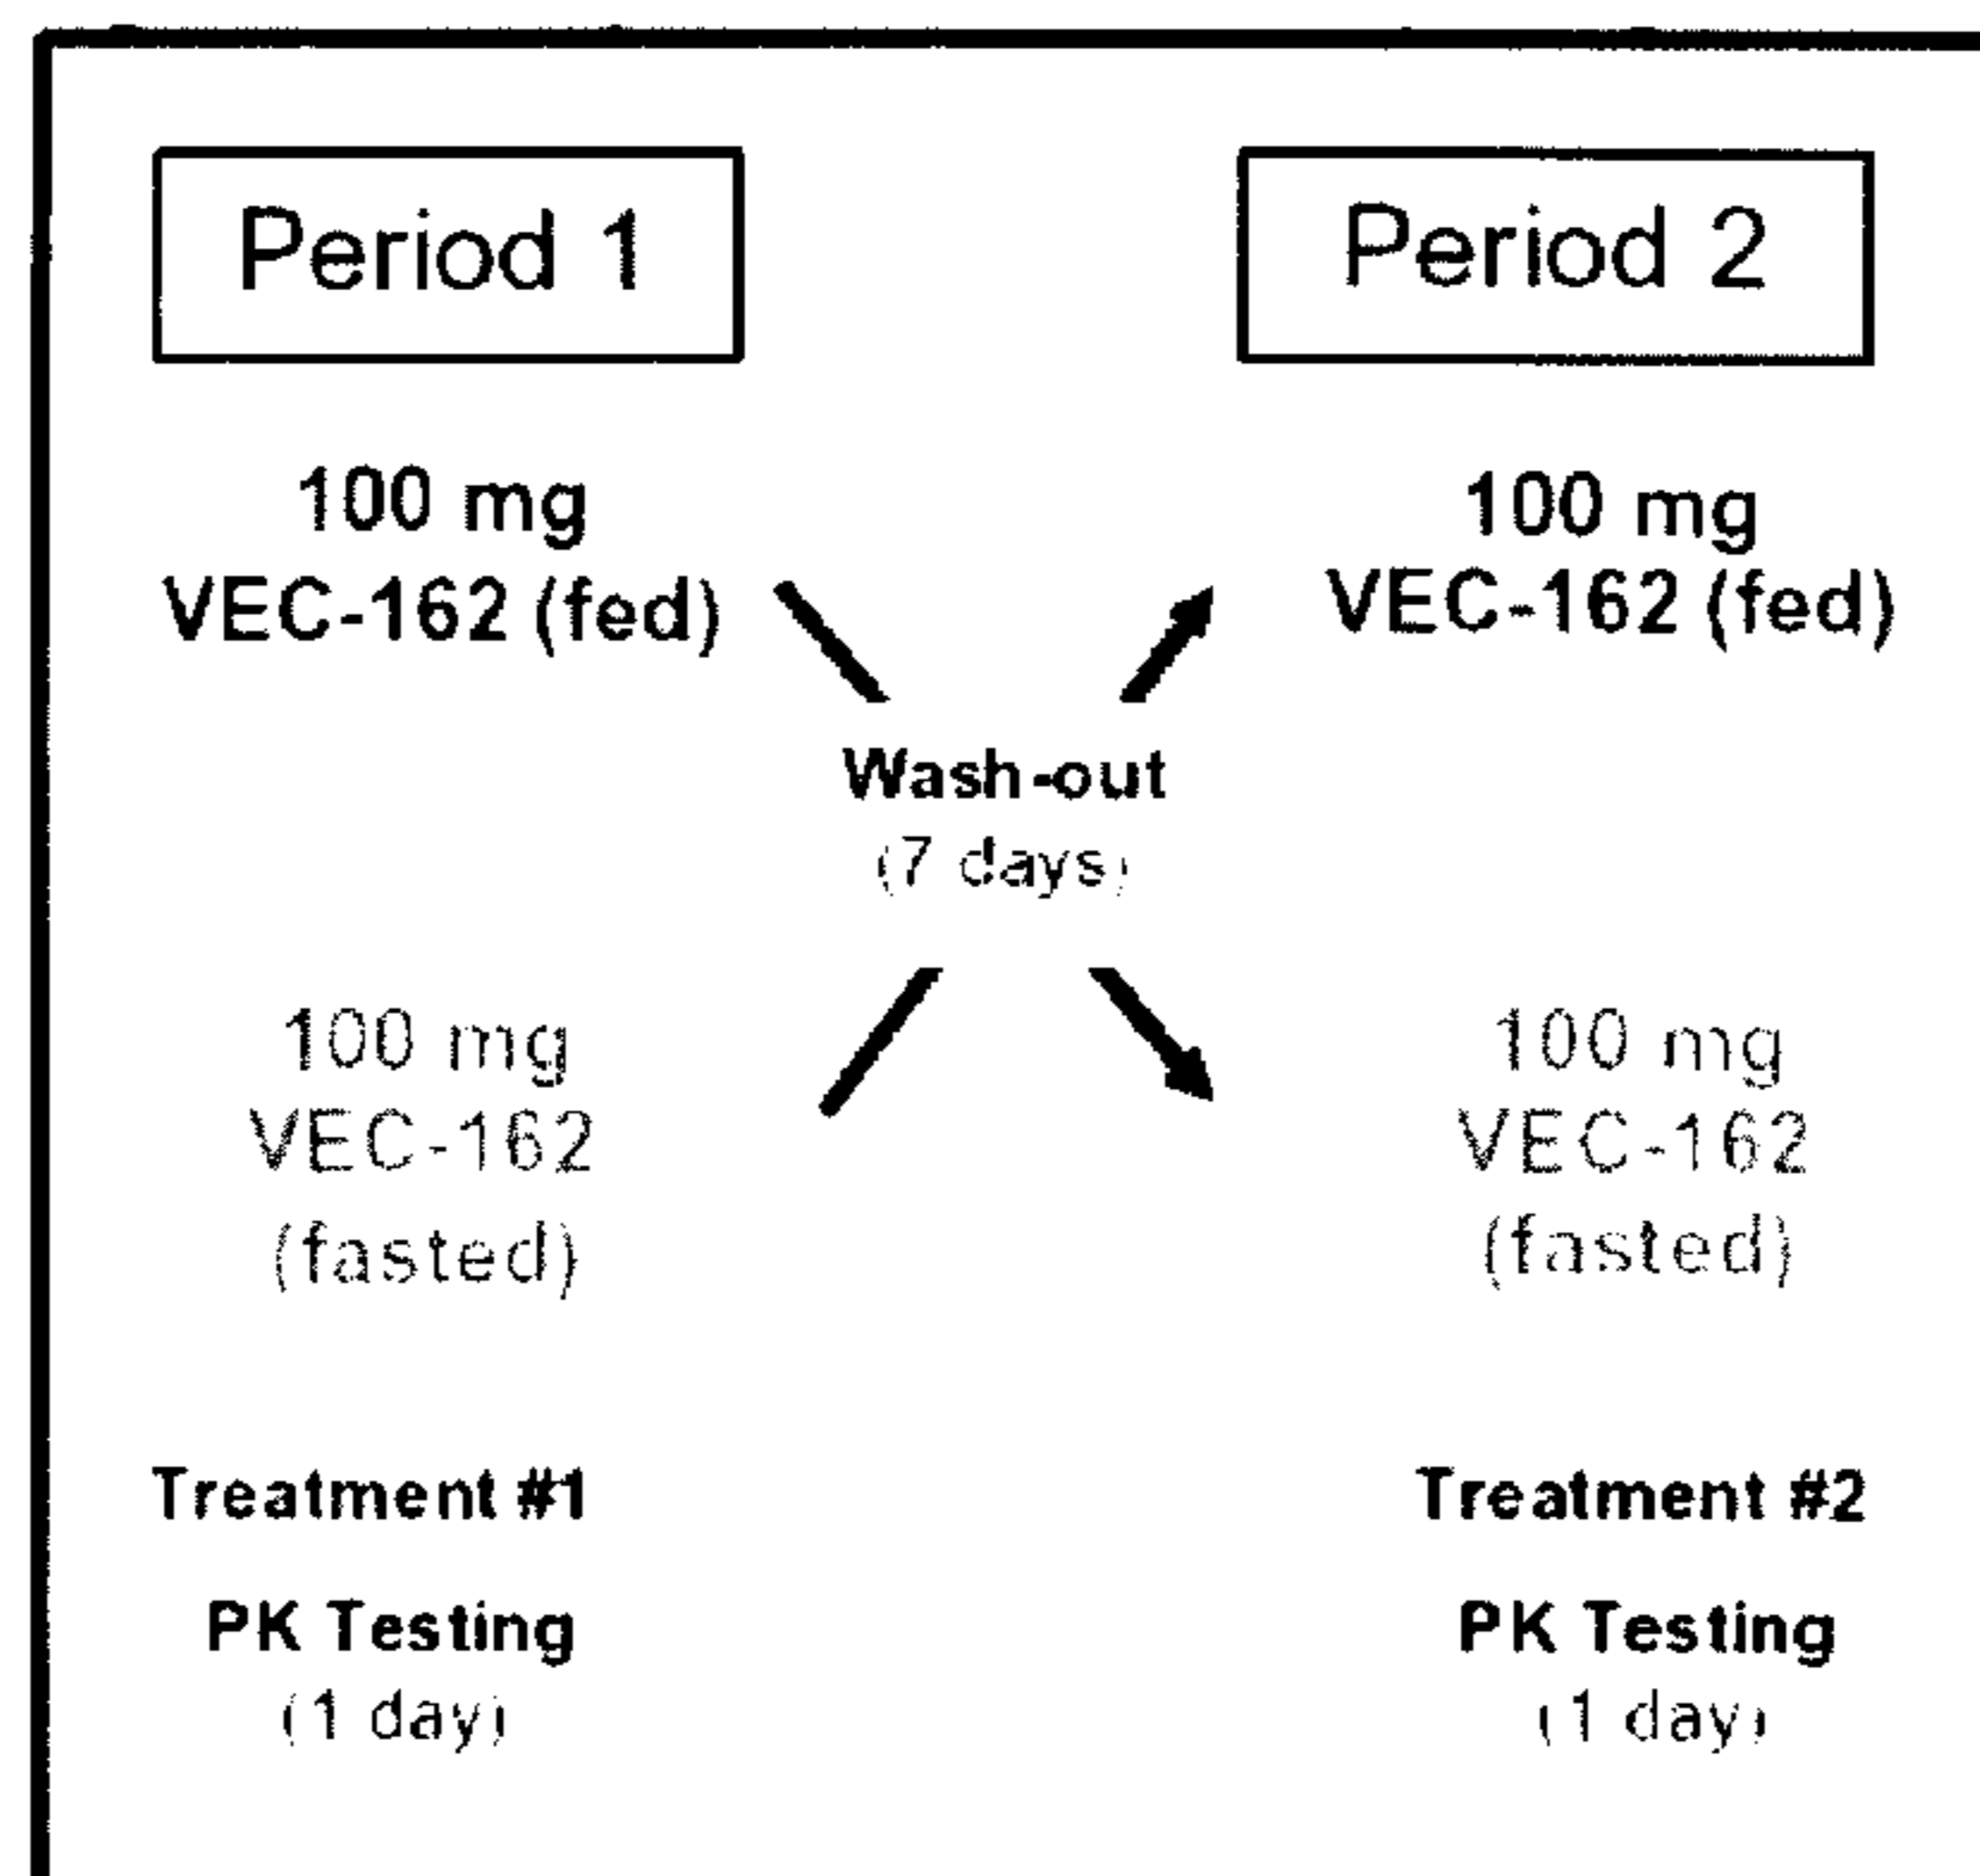 Period 1
Period 2
100 mg
VEC-162 (fed)
100 mg
VEC-162 (fed)
Wash-out
(7 days)
100 mg
VEC-162
(fasted)
100 mg
VEC-162
(fasted)
Treatment #1
PK Testing
(1 day)
Treatment #2
PK Testing
(1 day)